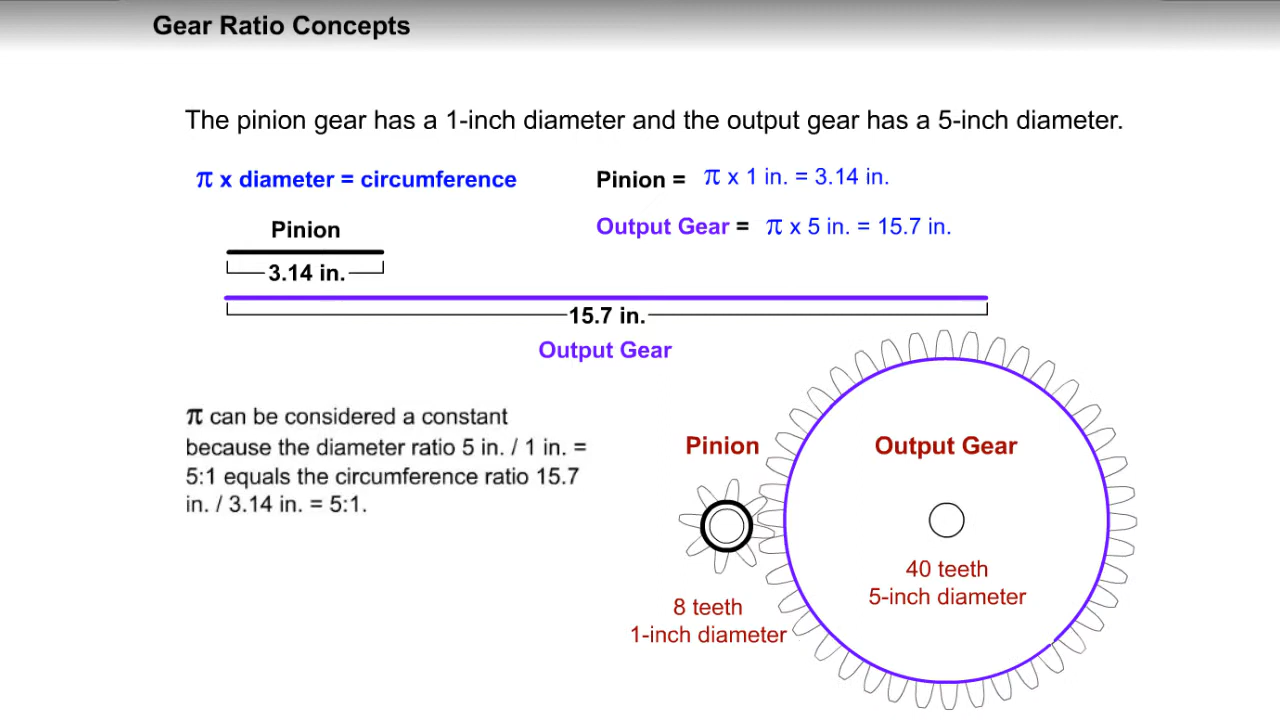 Gear Ratio Concepts
The pinion gear has a 1-inch diameter and the output gear has a 5-inch diameter.
π x diameter = circumference
Pinion = π x 1 in. = 3.14 in.
Output Gear = π x 5 in. = 15.7 in.
Pinion
3.14 in.
15.7 in.
Output Gear
π can be considered a constant
because the diameter ratio 5 in. / 1 in. =
5:1 equals the circumference ratio 15.7
in. / 3.14 in. = 5:1.
Pinion
8 teeth
1-inch diameter
Output Gear
40 teeth
5-inch diameter